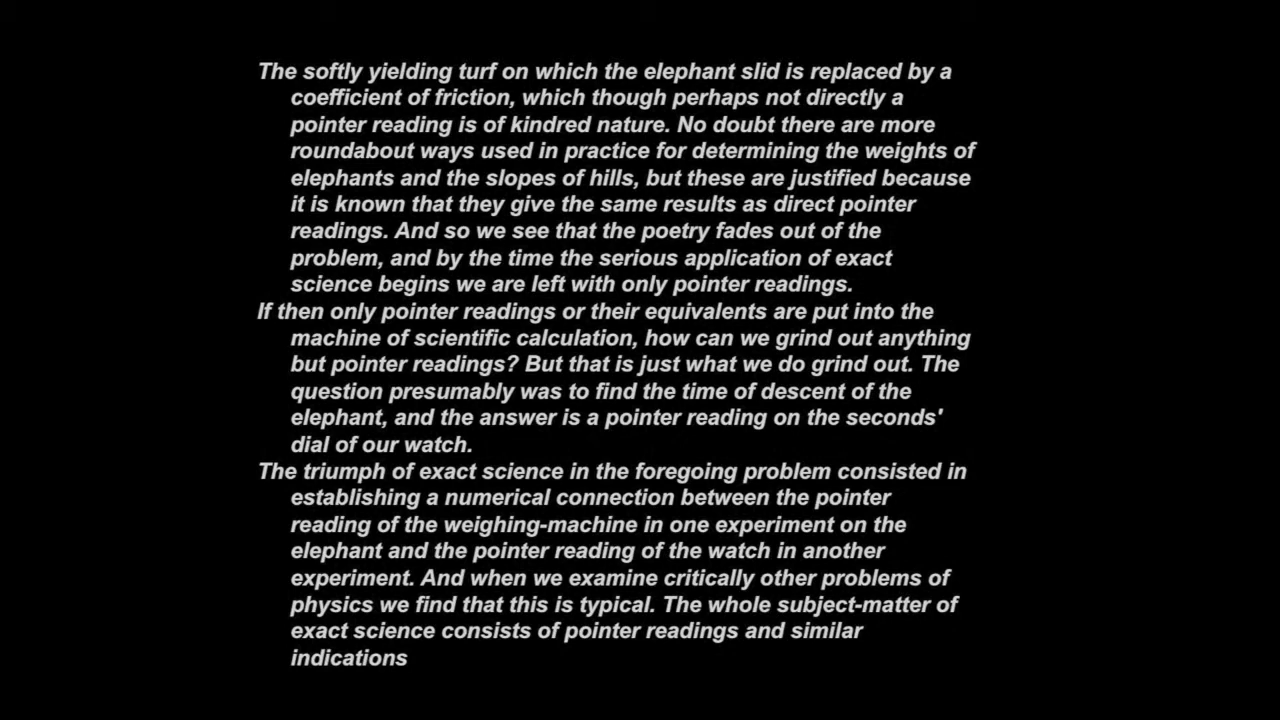 The softly yielding turf on which the elephant slid is replaced by a
coefficient of friction, which though perhaps not directly a
pointer reading is of kindred nature. No doubt there are more
roundabout ways used in practice for determining the weights of
elephants and the slopes of hills, but these are justified because
it is known that they give the same results as direct pointer
readings. And so we see that the poetry fades out of the
problem, and by the time the serious application of exact
science begins we are left with only pointer readings.
If then only pointer readings or their equivalents are put into the
machine of scientific calculation, how can we grind out anything
but pointer readings? But that is just what we do grind out. The
question presumably was to find the time of descent of the
elephant, and the answer is a pointer reading on the seconds'
dial of our watch.
The triumph of exact science in the foregoing problem consisted in
establishing a numerical connection between the pointer
reading of the weighing-machine in one experiment on the
elephant and the pointer reading of the watch in another
experiment. And when we examine critically other problems of
physics we find that this is typical. The whole subject-matter of
exact science consists of pointer readings and similar
indications